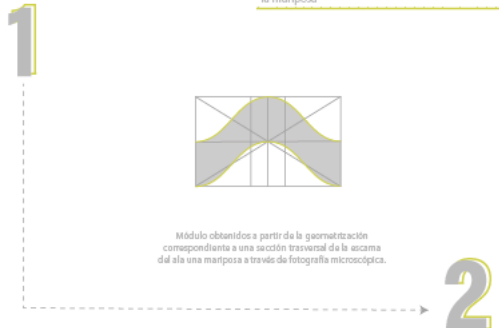 la mariposa
1
Módulo obtenidos a partir de la geometrización
correspondiente a una sección trasversal de la escama
del ala una mariposa a través de fotografía microscópica.
2